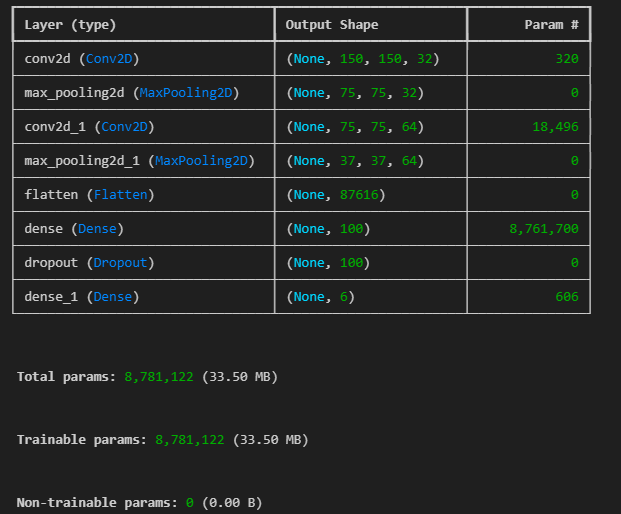 Layer (type) Output Shape Param #
conv2d (Conv2D) (None, 150, 150, 32) 320
max_pooling2d (MaxPooling2D) (None, 75, 75, 32) 0
conv2d_1 (Conv2D) (None, 75, 75, 64) 18,496
max_pooling2d_1 (MaxPooling2D) (None, 37, 37, 64) 0
flatten (Flatten) (None, 87616) 0
dense (Dense) (None, 100) 8,761,700
dropout (Dropout) (None, 100) 0
dense_1 (Dense) (None, 6) 606
Total params: 8,781,122 (33.50 MB)
Trainable params: 8,781,122 (33.50 MB)
Non-trainable params: 0 (0.00 B)